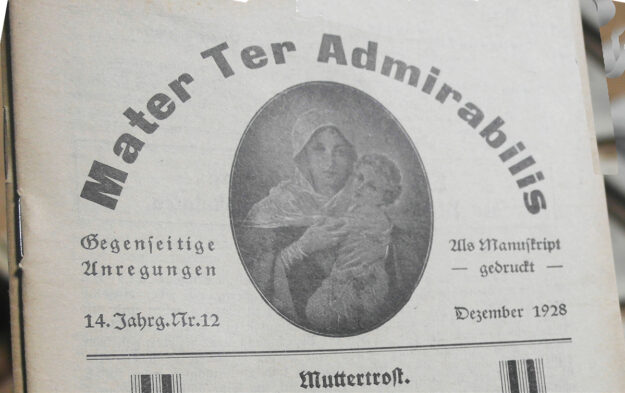 Mater Ter Admirabilis
Gegenseitige
Anregungen
14. Jahrg. Nr. 12
Als Manuskript
— gedruckt —
Dezember 1928
Muttertrost.